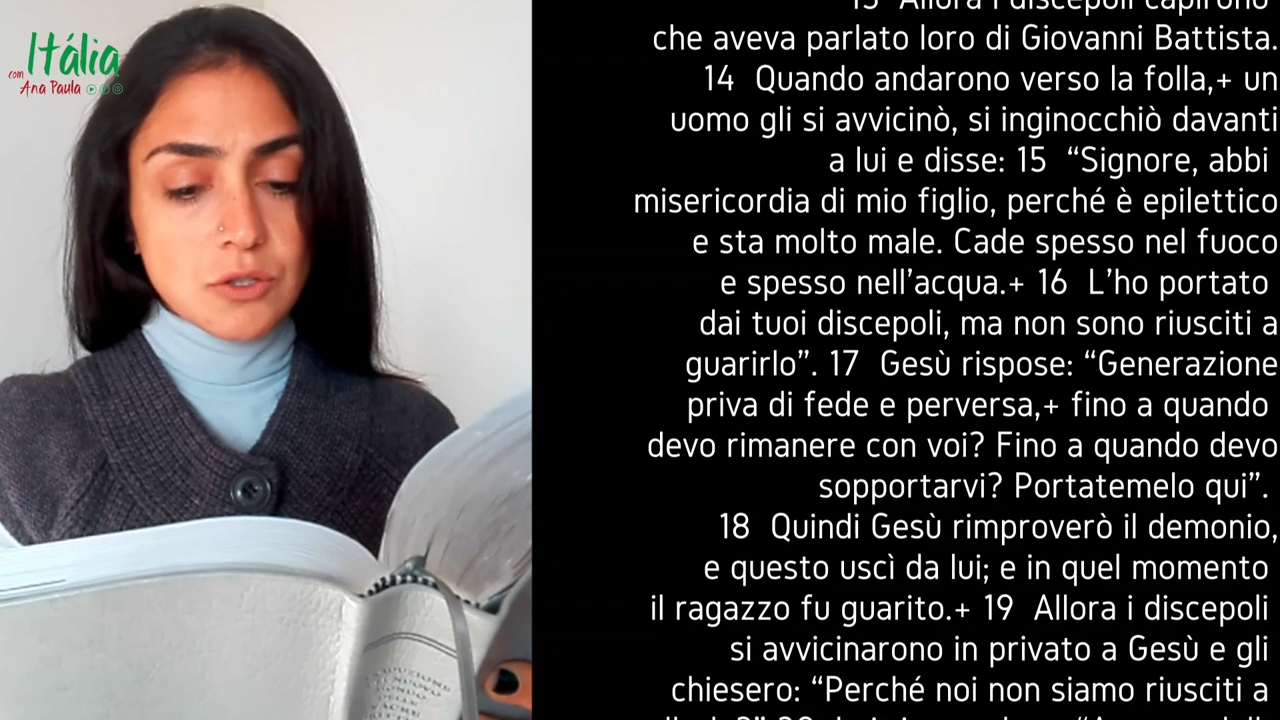 Itália
com
Ana Paula
13 Allora i discepoli capirono
che aveva parlato loro di Giovanni Battista.
14 Quando andarono verso la folla,+ un
uomo gli si avvicinò, si inginocchiò davanti
a lui e disse: 15 “Signore, abbi
misericordia di mio figlio, perché è epilettico
e sta molto male. Cade spesso nel fuoco
e spesso nell’acqua.+ 16 L’ho portato
dai tuoi discepoli, ma non sono riusciti a
guarirlo”. 17 Gesù rispose: “Generazione
priva di fede e perversa,+ fino a quando
devo rimanere con voi? Fino a quando devo
sopportarvi? Portatemelo qui”.
18 Quindi Gesù rimproverò il demonio,
e questo uscì da lui; e in quel momento
il ragazzo fu guarito.+ 19 Allora i discepoli
si avvicinarono in privato a Gesù e gli
chiesero: “Perché noi non siamo riusciti a